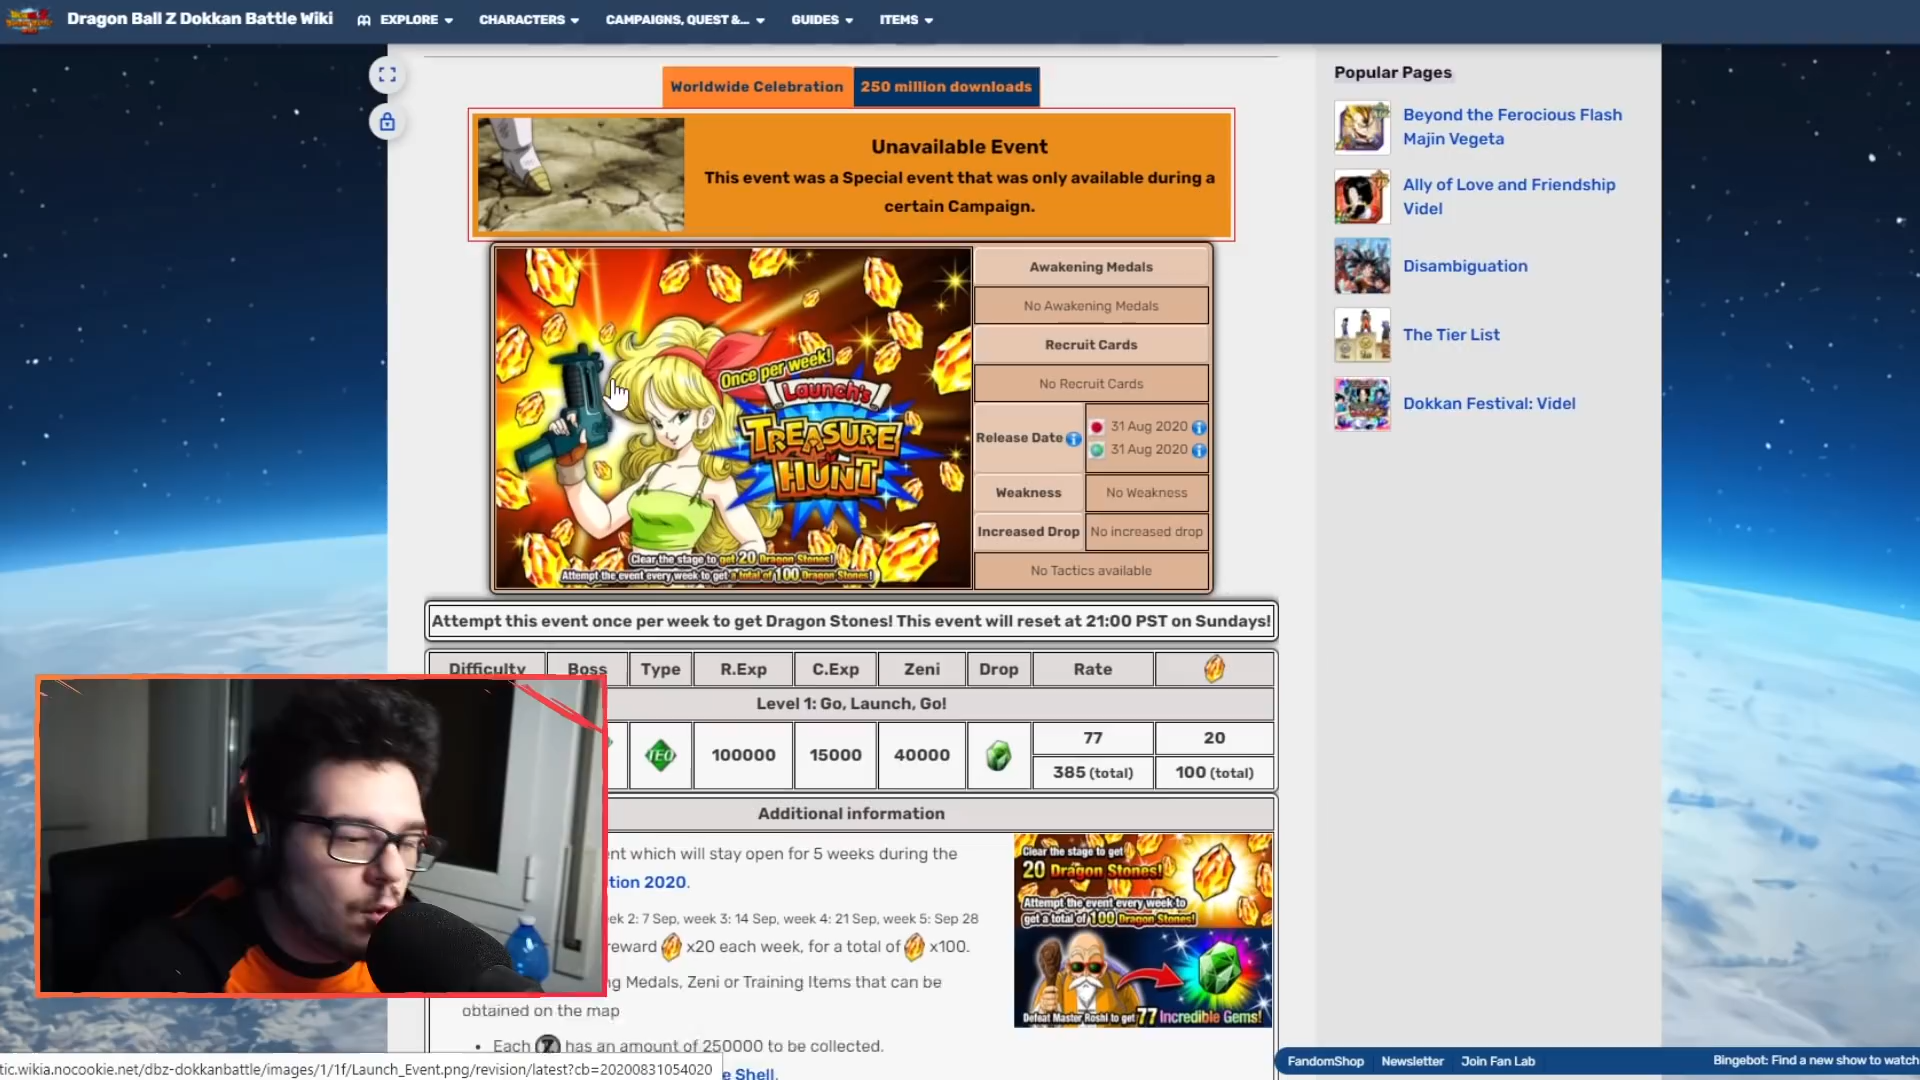 Dragon Ball Z Dokkan Battle Wiki
EXPLORE
CHARACTERS
CAMPAIGNS, QUEST &...
GUIDES
ITEMS
Worldwide Celebration
250 million downloads
Unavailable Event
This event was a Special event that was only available during a
certain Campaign.
Once per week!
Launch's
TREASURE
HUNT
Clear the stage to get 20 Dragon Stones!
Attempt the event every week to get a total of 100 Dragon Stones!
Awakening Medals
No Awakening Medals
Recruit Cards
No Recruit Cards
Release Date
31 Aug 2020
31 Aug 2020
Weakness
No Weakness
Increased Drop
No increased drop
No Tactics available
Attempt this event once per week to get Dragon Stones! This event will reset at 21:00 PST on Sundays!
Difficulty
Boss
Type
R.Exp
C.Exp
Zeni
Drop
Rate
Level 1: Go, Launch, Go!
TEQ
100000
15000
40000
77
20
385 (total)
100 (total)
Additional information
which will stay open for 5 weeks during the
2020.
2: 7 Sep, week 3: 14 Sep, week 4: 21 Sep, week 5: Sep 28
reward x20 each week, for a total of x100.
Medals, Zeni or Training Items that can be
obtained on the map
• Each has an amount of 250000 to be collected.
Shell.
Clear the stage to get
20 Dragon Stones!
Attempt the event every week to
get a total of 100 Dragon Stones!
Defeat Master Roshi to get 77 Incredible Gems!
Popular Pages
Beyond the Ferocious Flash
Majin Vegeta
Ally of Love and Friendship
Videl
Disambiguation
The Tier List
Dokkan Festival: Videl
tic.wikia.nocookie.net/dbz-dokkanbattle/images/1/1f/Launch_Event.png/revision/latest?cb=20200831054020
FandomShop
Newsletter
Join Fan Lab
Bingebot: Find a new show to watch